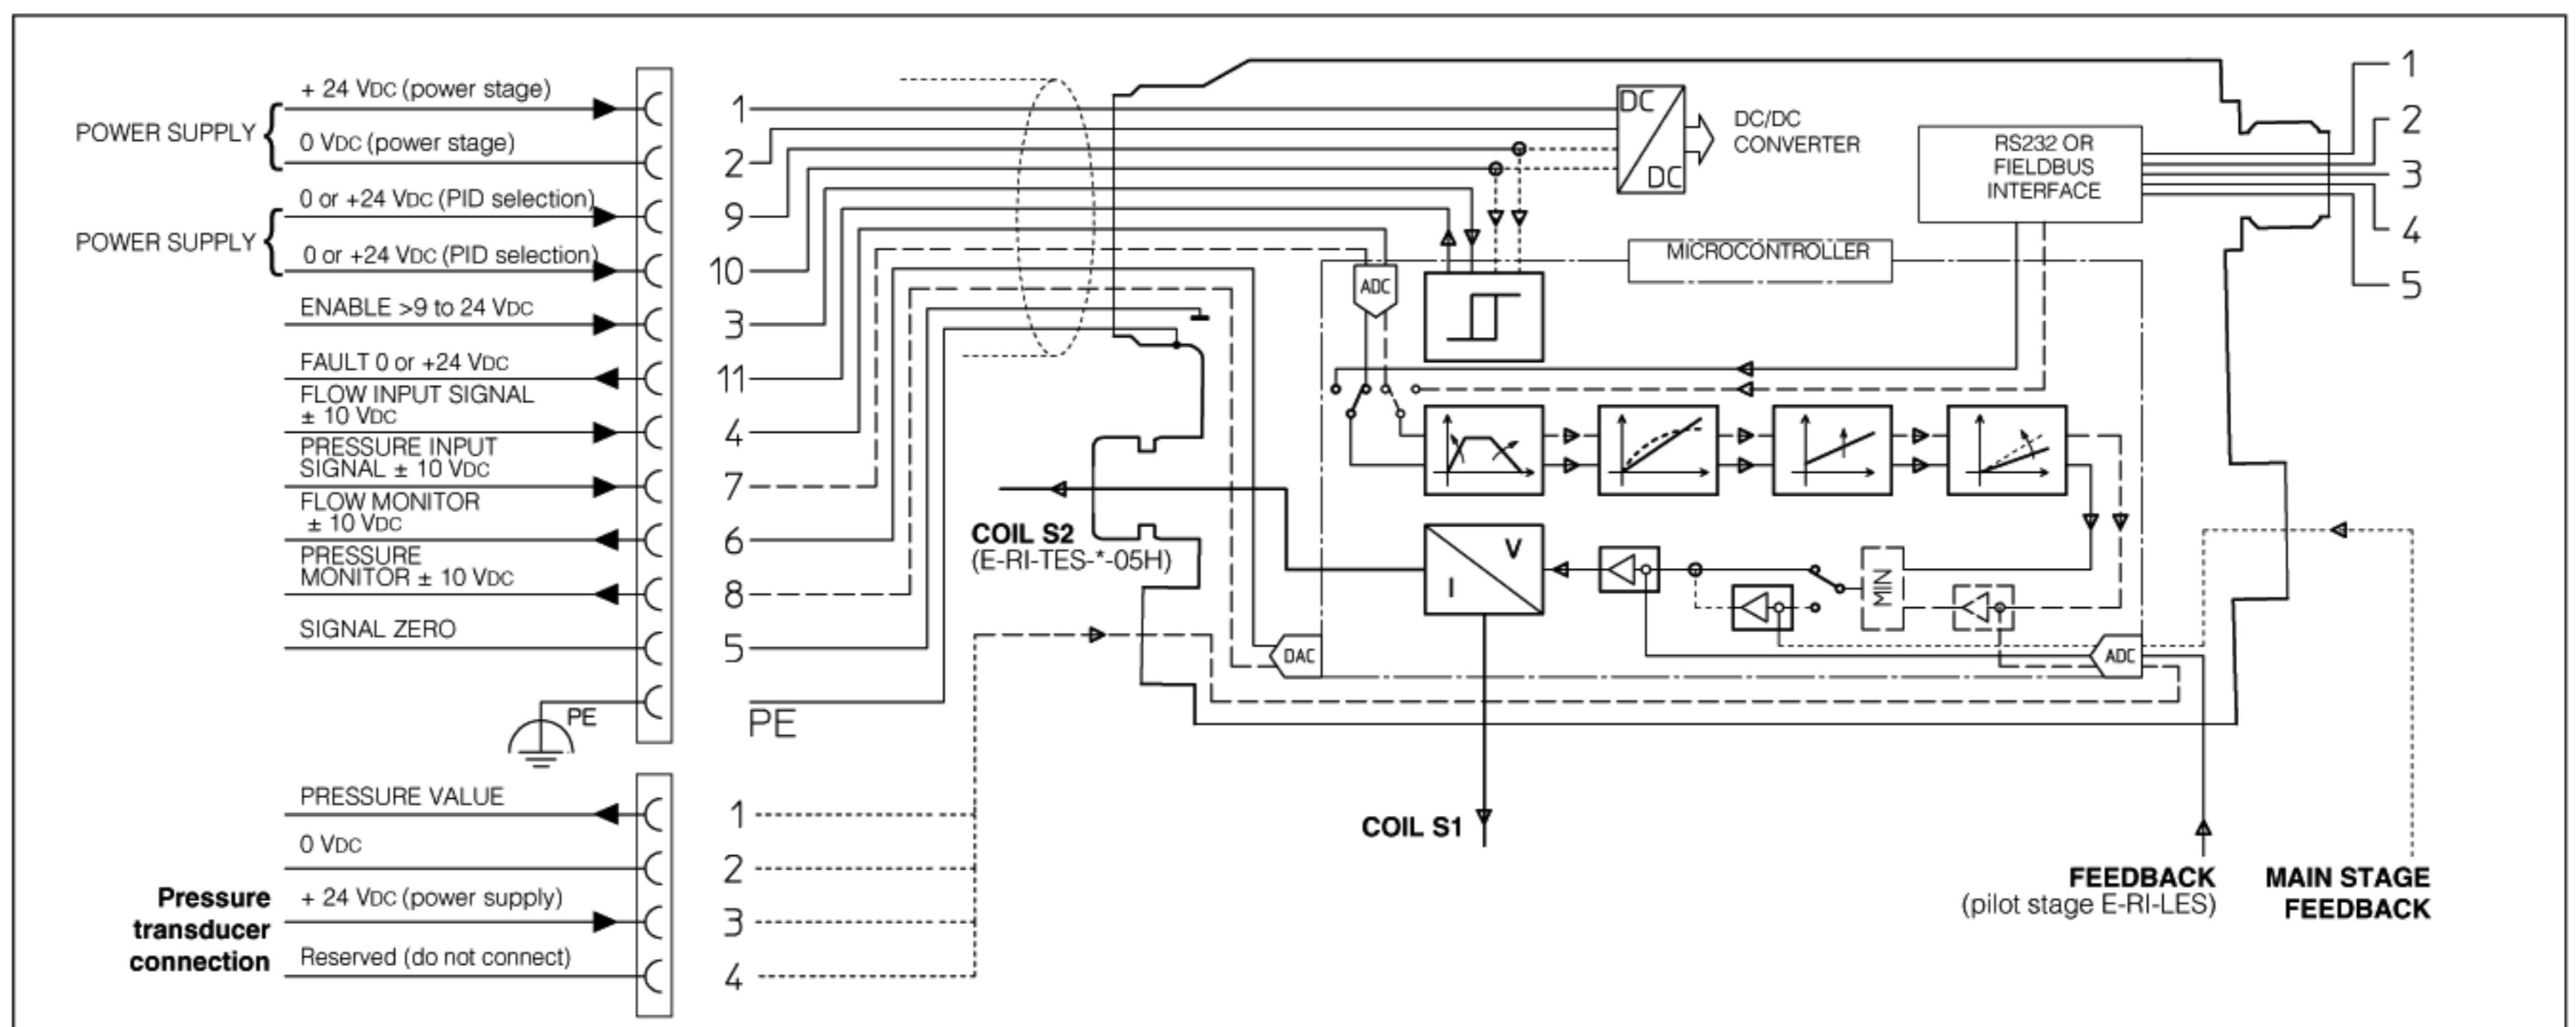 + 24 VDC (power stage)
POWER SUPPLY
0 VDC (power stage)
0 or +24 VDC (PID selection)
POWER SUPPLY
0 or +24 VDC (PID selection)
ENABLE >9 to 24 VDC
FAULT 0 or +24 VDC
FLOW INPUT SIGNAL
± 10 VDC
PRESSURE INPUT
SIGNAL ± 10 VDC
FLOW MONITOR
± 10 VDC
PRESSURE
MONITOR ± 10 VDC
SIGNAL ZERO
PE
PRESSURE VALUE
0 VDC
+ 24 VDC (power supply)
Reserved (do not connect)
Pressure
transducer
connection
1
2
9
10
3
11
4
7
6
8
5
PE
1
2
3
4
DC
DC
DC/DC
CONVERTER
RS232 OR
FIELDBUS
INTERFACE
1
2
3
4
5
MICROCONTROLLER
ADC
COIL S2
(E-RI-TES-*-05H)
V
I
MIN
DAC
ADC
COIL S1
FEEDBACK
(pilot stage E-RI-LES)
MAIN STAGE
FEEDBACK